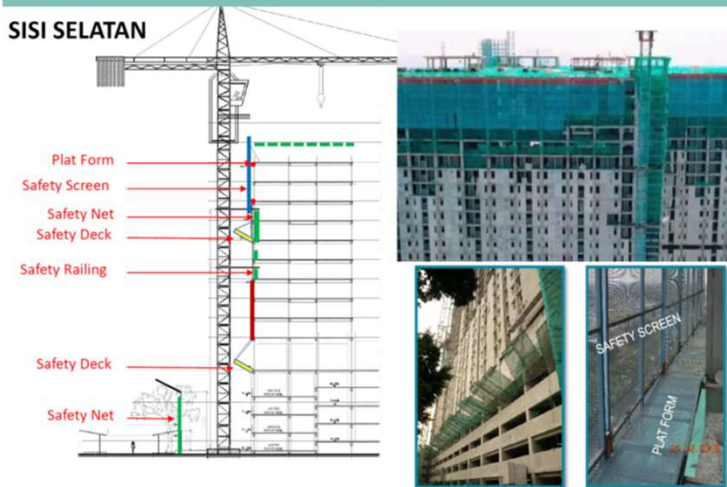 SISI SELATAN
Plat Form
Safety Screen
Safety Net
Safety Deck
Safety Railing
Safety Deck
Safety Net
SAFETY SCREEN
PLAT FORM